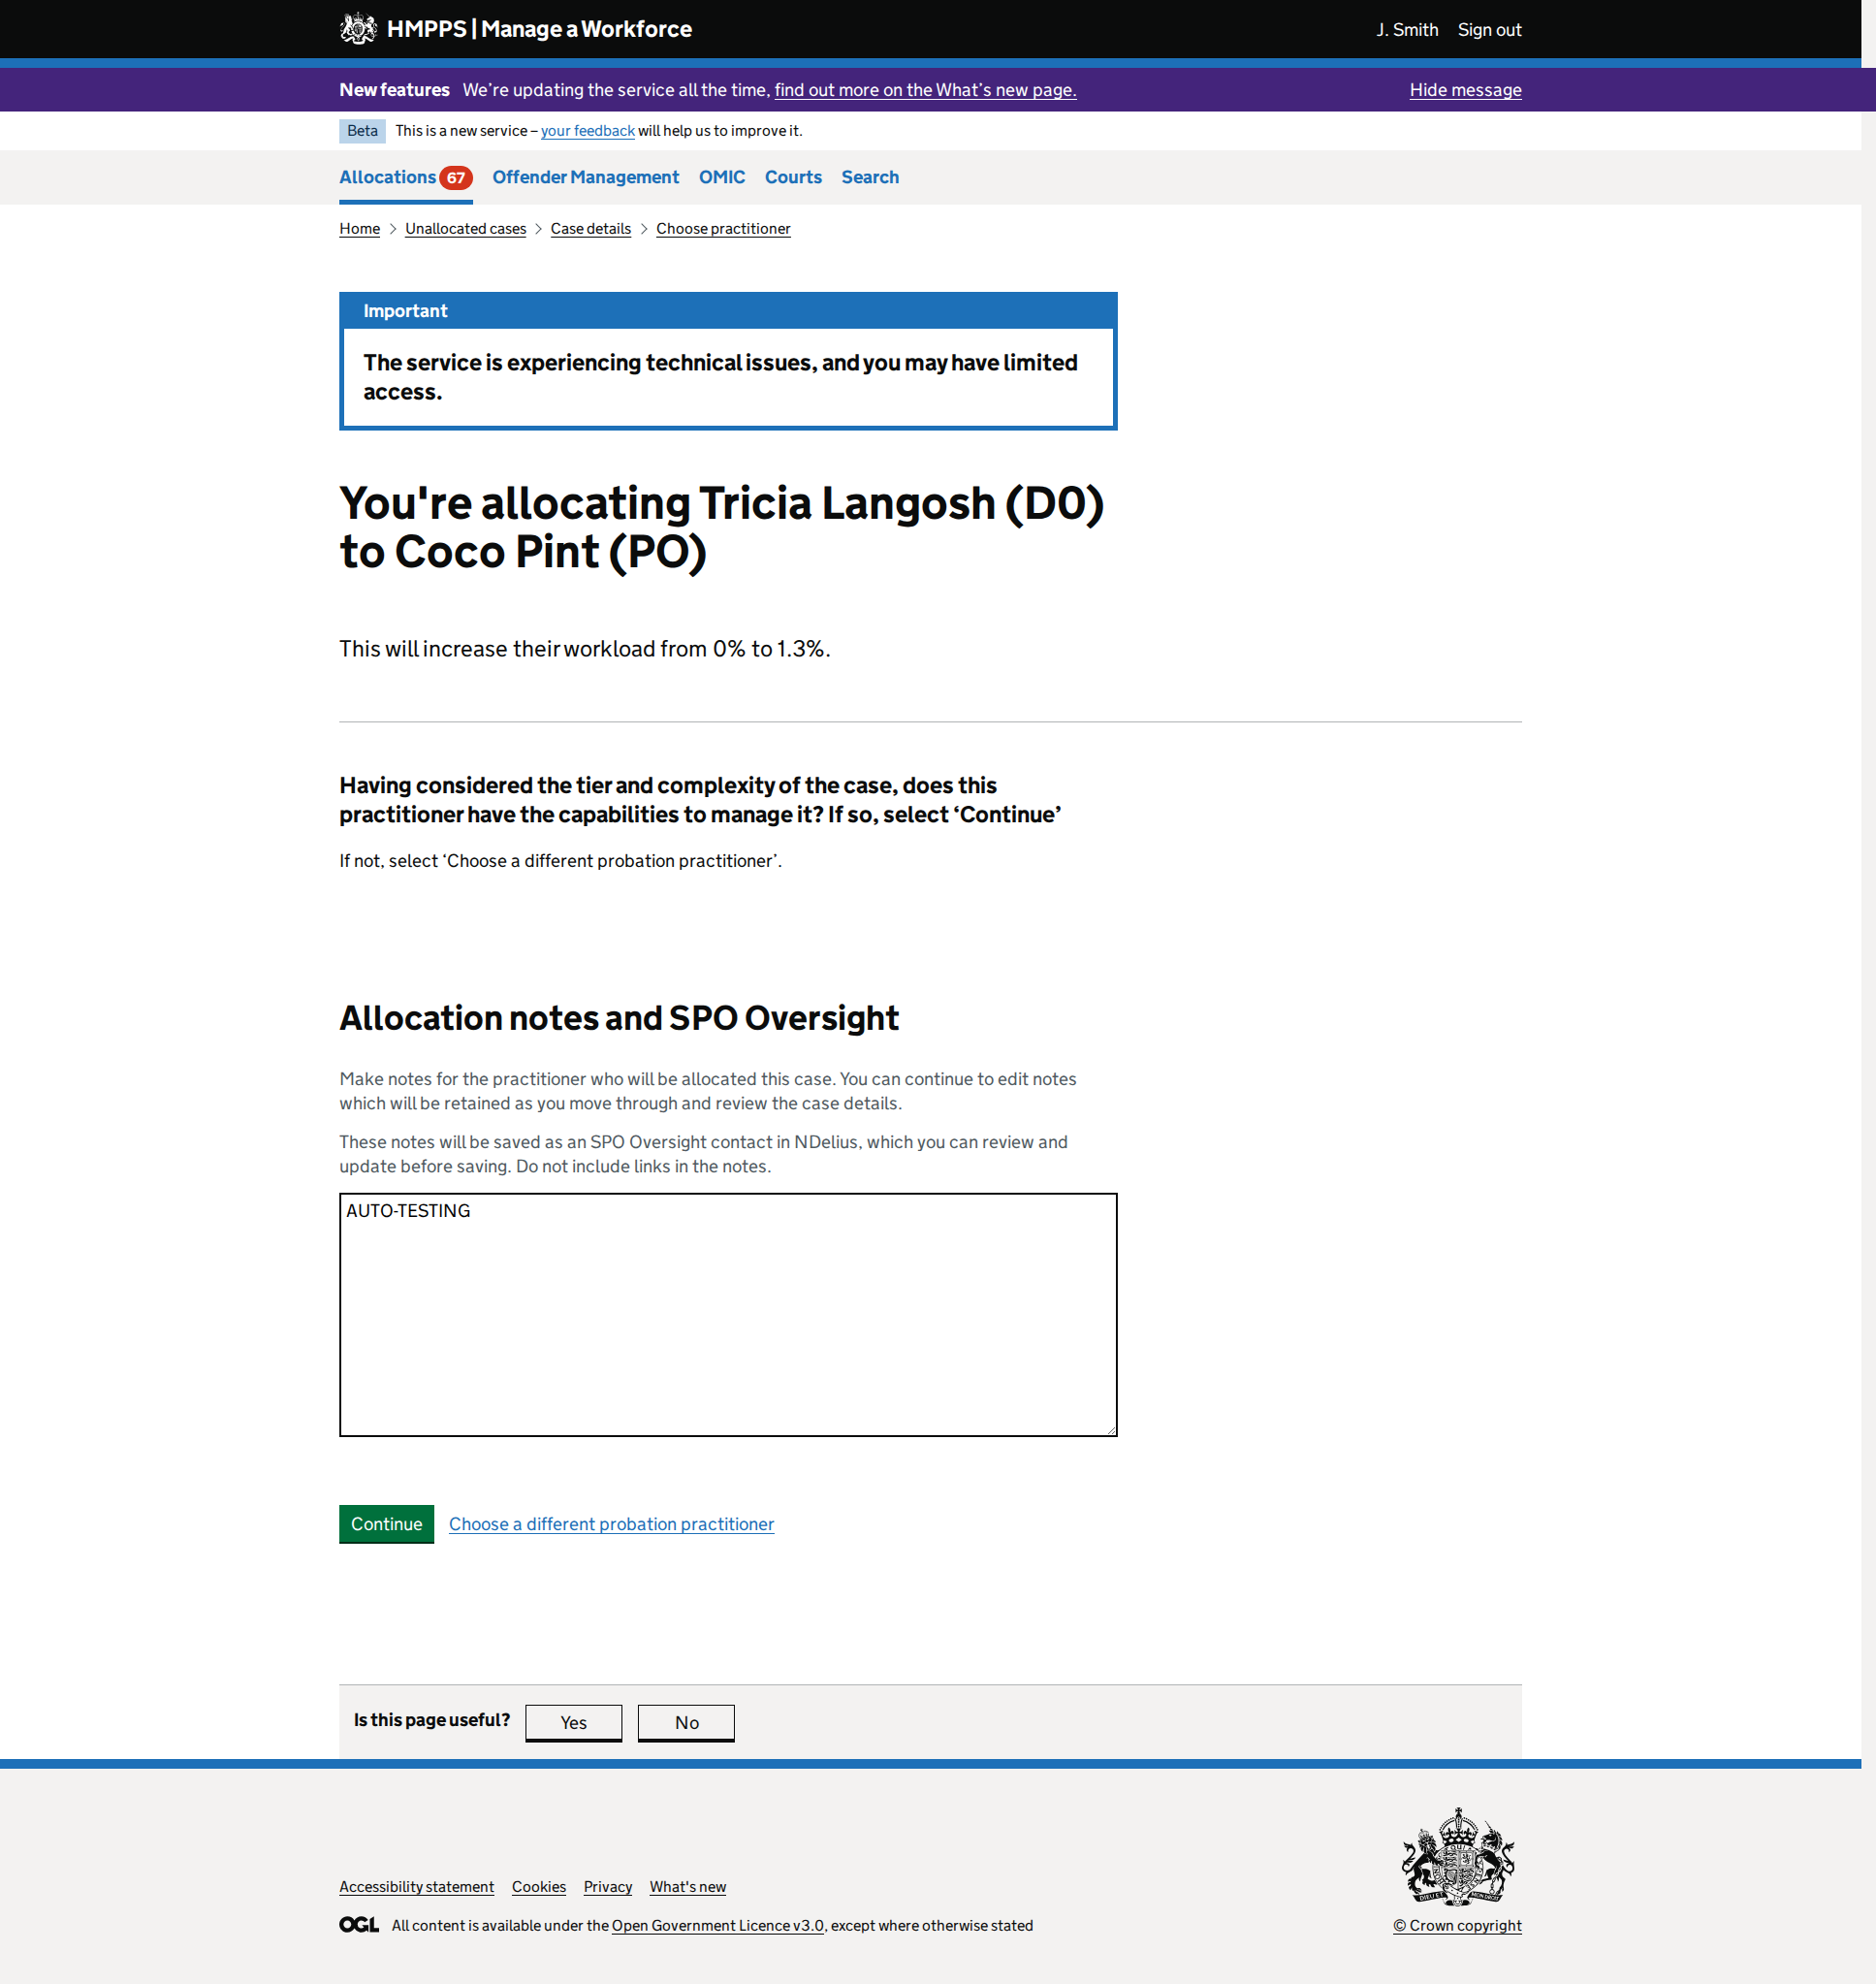 HMPPS | Manage a Workforce
J. Smith Sign out
New features We’re updating the service all the time, find out more on the What’s new page. Hide message
Beta This is a new service – your feedback will help us to improve it.
Allocations 67 Offender Management OMIC Courts Search
Home Unallocated cases Case details Choose practitioner
Important
The service is experiencing technical issues, and you may have limited
access.
You're allocating Tricia Langosh (D0)
to Coco Pint (PO)
This will increase their workload from 0% to 1.3%.
Having considered the tier and complexity of the case, does this
practitioner have the capabilities to manage it? If so, select ‘Continue’
If not, select ‘Choose a different probation practitioner’.
Allocation notes and SPO Oversight
Make notes for the practitioner who will be allocated this case. You can continue to edit notes
which will be retained as you move through and review the case details.
These notes will be saved as an SPO Oversight contact in NDelius, which you can review and
update before saving. Do not include links in the notes.
AUTO-TESTING
Continue Choose a different probation practitioner
Is this page useful? Yes No
Accessibility statement Cookies Privacy What's new
OGL All content is available under the Open Government Licence v3.0, except where otherwise stated
© Crown copyright